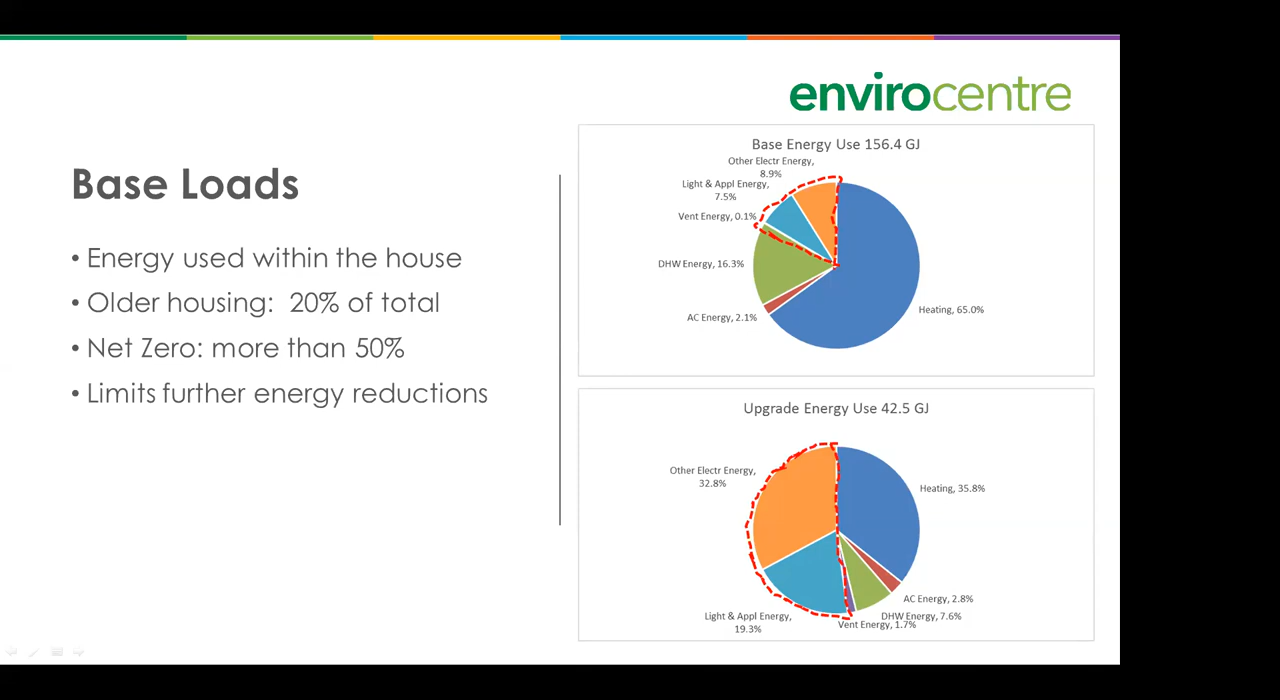 envirocentre
Base Loads
• Energy used within the house
• Older housing: 20% of total
• Net Zero: more than 50%
• Limits further energy reductions
Base Energy Use 156.4 GJ
Other Electr Energy,
8.9%
Light & Appl Energy,
7.5%
Vent Energy, 0.1%
DHW Energy, 16.3%
AC Energy, 2.1%
Heating, 65.0%
Upgrade Energy Use 42.5 GJ
Other Electr Energy,
32.8%
Heating, 35.8%
AC Energy, 2.8%
DHW Energy, 7.6%
Vent Energy, 1.7%
Light & Appl Energy,
19.3%